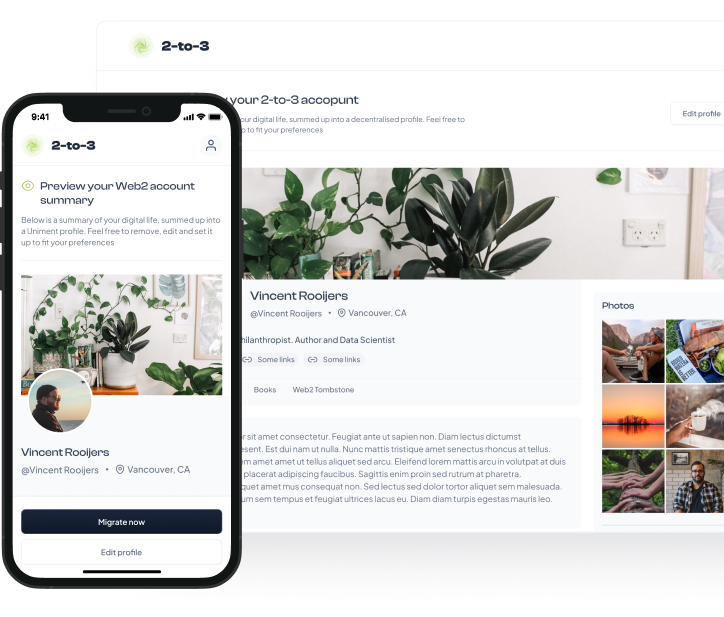 2-to-3
your 2-to-3 accopunt
your digital life, summed up into a decentralised profile. Feel free to
to fit your preferences
Edit profile
Vincent Rooijers
@Vincent Rooijers • Vancouver, CA
hilanthropist. Author and Data Scientist
Some links Some links
Books Web2 Tombstone
r sit amet consectetur. Feugiat ante ut sapien non. Diam lectus dictumst
esent. Est dui nam ut nulla. Nunc mattis tristique amet senectus rhoncus at tellus.
em amet amet ut tellus aliquet sed arcu. Eleifend lorem mattis arcu in volutpat at duis
placerat adipiscing faucibus. Sagittis enim proin sed rutrum at pharetra.
quet amet mus consequat non. Sed lectus sed dolor tortor aliquet sem malesuada.
um sem tempus et feugiat ultrices lacus eu. Diam diam turpis egestas mauris leo.
Photos
9:41
2-to-3
Preview your Web2 account
summary
Below is a summary of your digital life, summed up into
a Uniment profile. Feel free to remove, edit and set it
up to fit your preferences
Vincent Rooijers
@Vincent Rooijers • Vancouver, CA
Migrate now
Edit profile